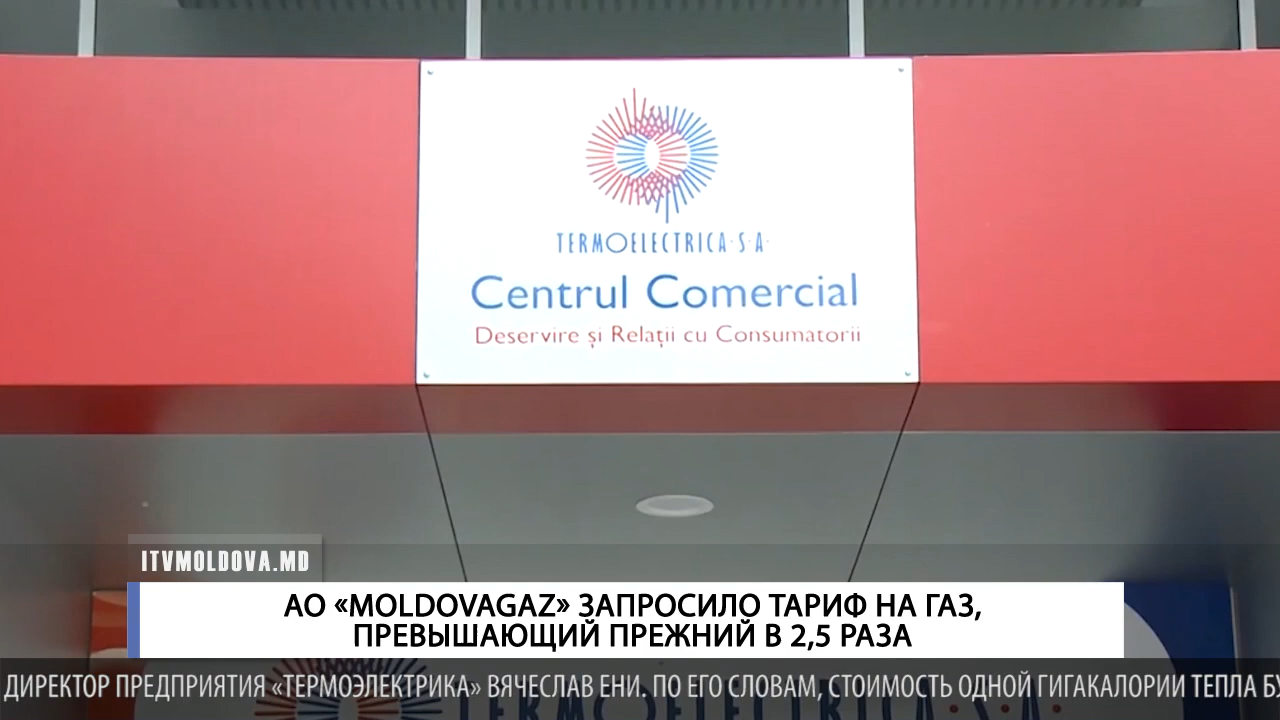 TERMOELECTRICA·S·A·
Centrul Comercial
Deservire și Relații cu Consumatorii
ITVMOLDOVA.MD
АО «MOLDOVAGAZ» ЗАПРОСИЛО ТАРИФ НА ГАЗ,
ПРЕВЫШАЮЩИЙ ПРЕЖНИЙ В 2,5 РАЗА
ДИРЕКТОР ПРЕДПРИЯТИЯ «ТЕРМОЭЛЕКТРИКА» ВЯЧЕСЛАВ ЕНИ. ПО ЕГО СЛОВАМ, СТОИМОСТЬ ОДНОЙ ГИГАКАЛОРИИ ТЕПЛА